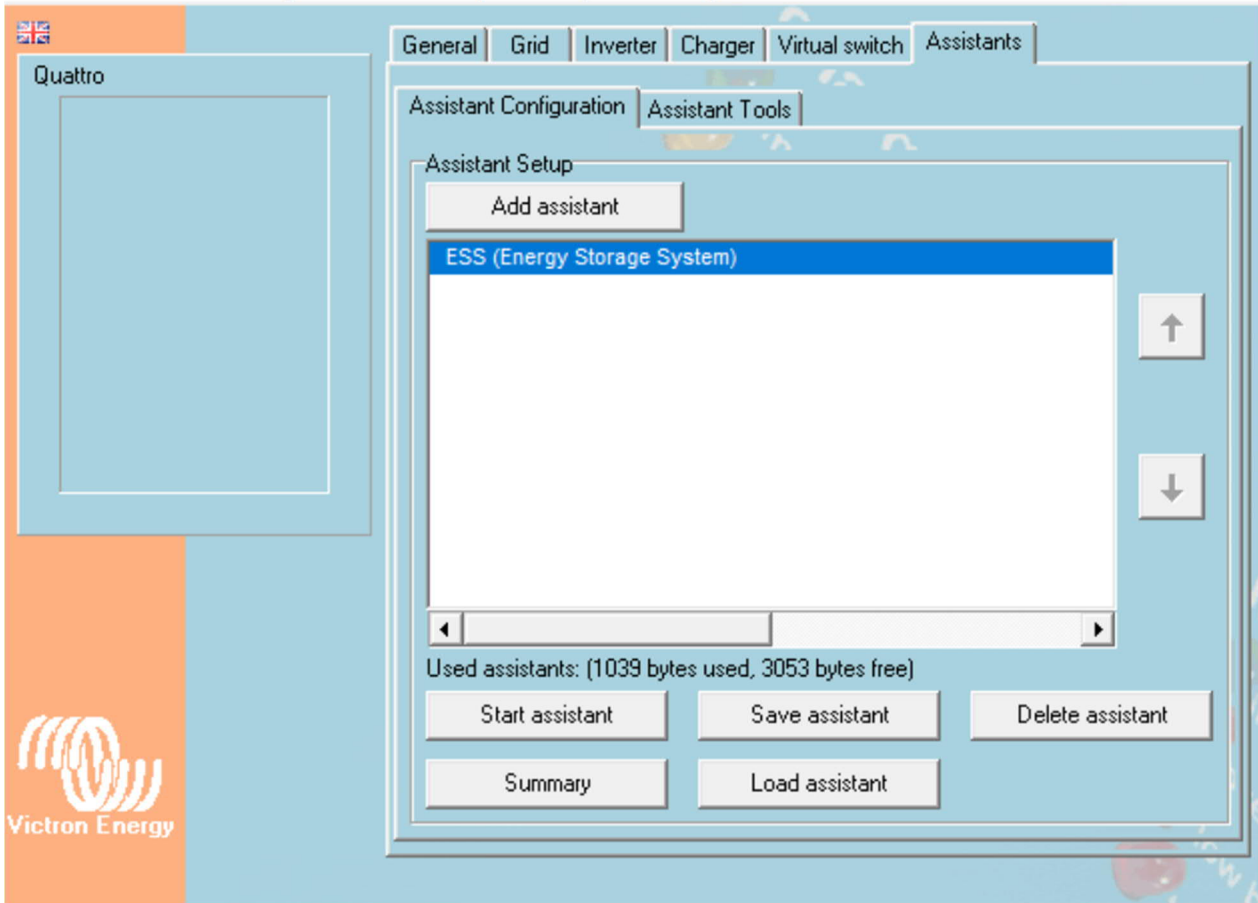 Quattro
General Grid Inverter Charger Virtual switch Assistants
Assistant Configuration Assistant Tools
Assistant Setup
Add assistant
ESS (Energy Storage System)
Used assistants: (1039 bytes used, 3053 bytes free)
Start assistant Save assistant Delete assistant
Summary Load assistant
Victron Energy